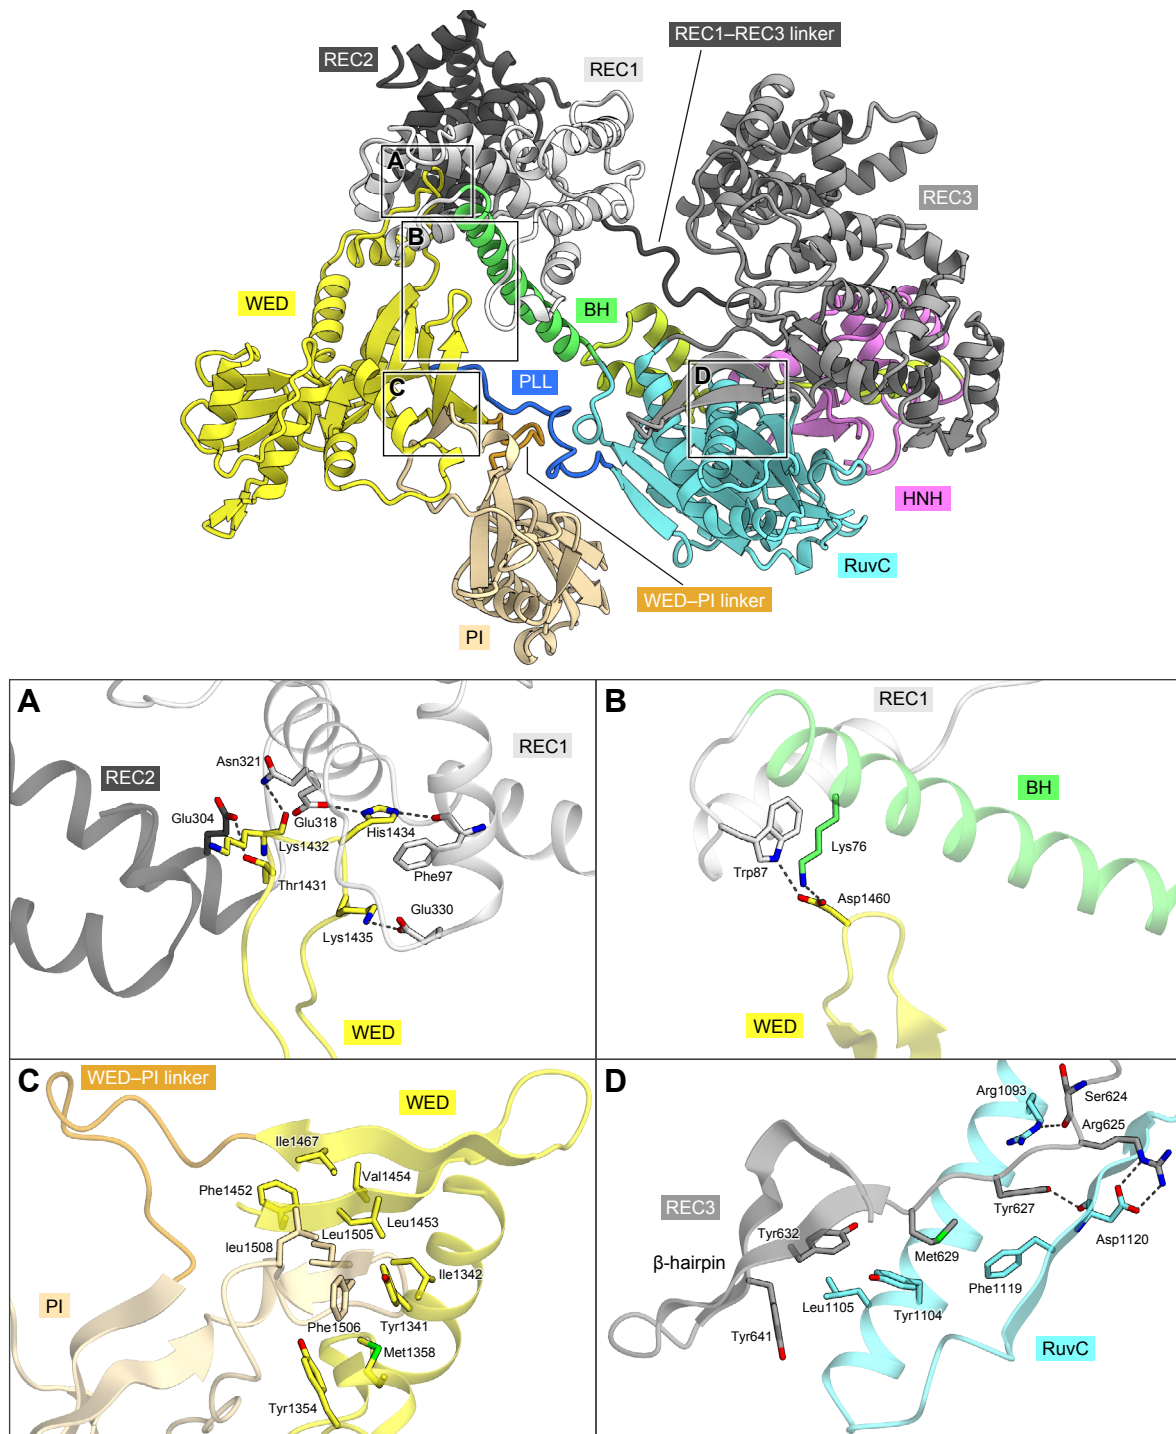 REC1–REC3 linker
REC2
REC1
A
REC3
B
WED
BH
PLL
D
C
HNH
RuvC
WED–PI linker
PI
A
REC1
Asn321
REC2
Glu304
Glu318
His1434
Lys1432
Phe97
Thr1431
Glu330
Lys1435
WED
B
REC1
BH
Lys76
Trp87
Asp1460
WED
C
WED–PI linker
WED
Ile1467
Val1454
Phe1452
Leu1453
Leu1505
Ieu1508
Ile1342
PI
Phe1506
Tyr1341
Met1358
Tyr1354
D
Arg1093
Ser624
Arg625
REC3
Tyr627
Tyr632
Asp1120
Met629
β-hairpin
Phe1119
Leu1105
Tyr1104
Tyr641
RuvC